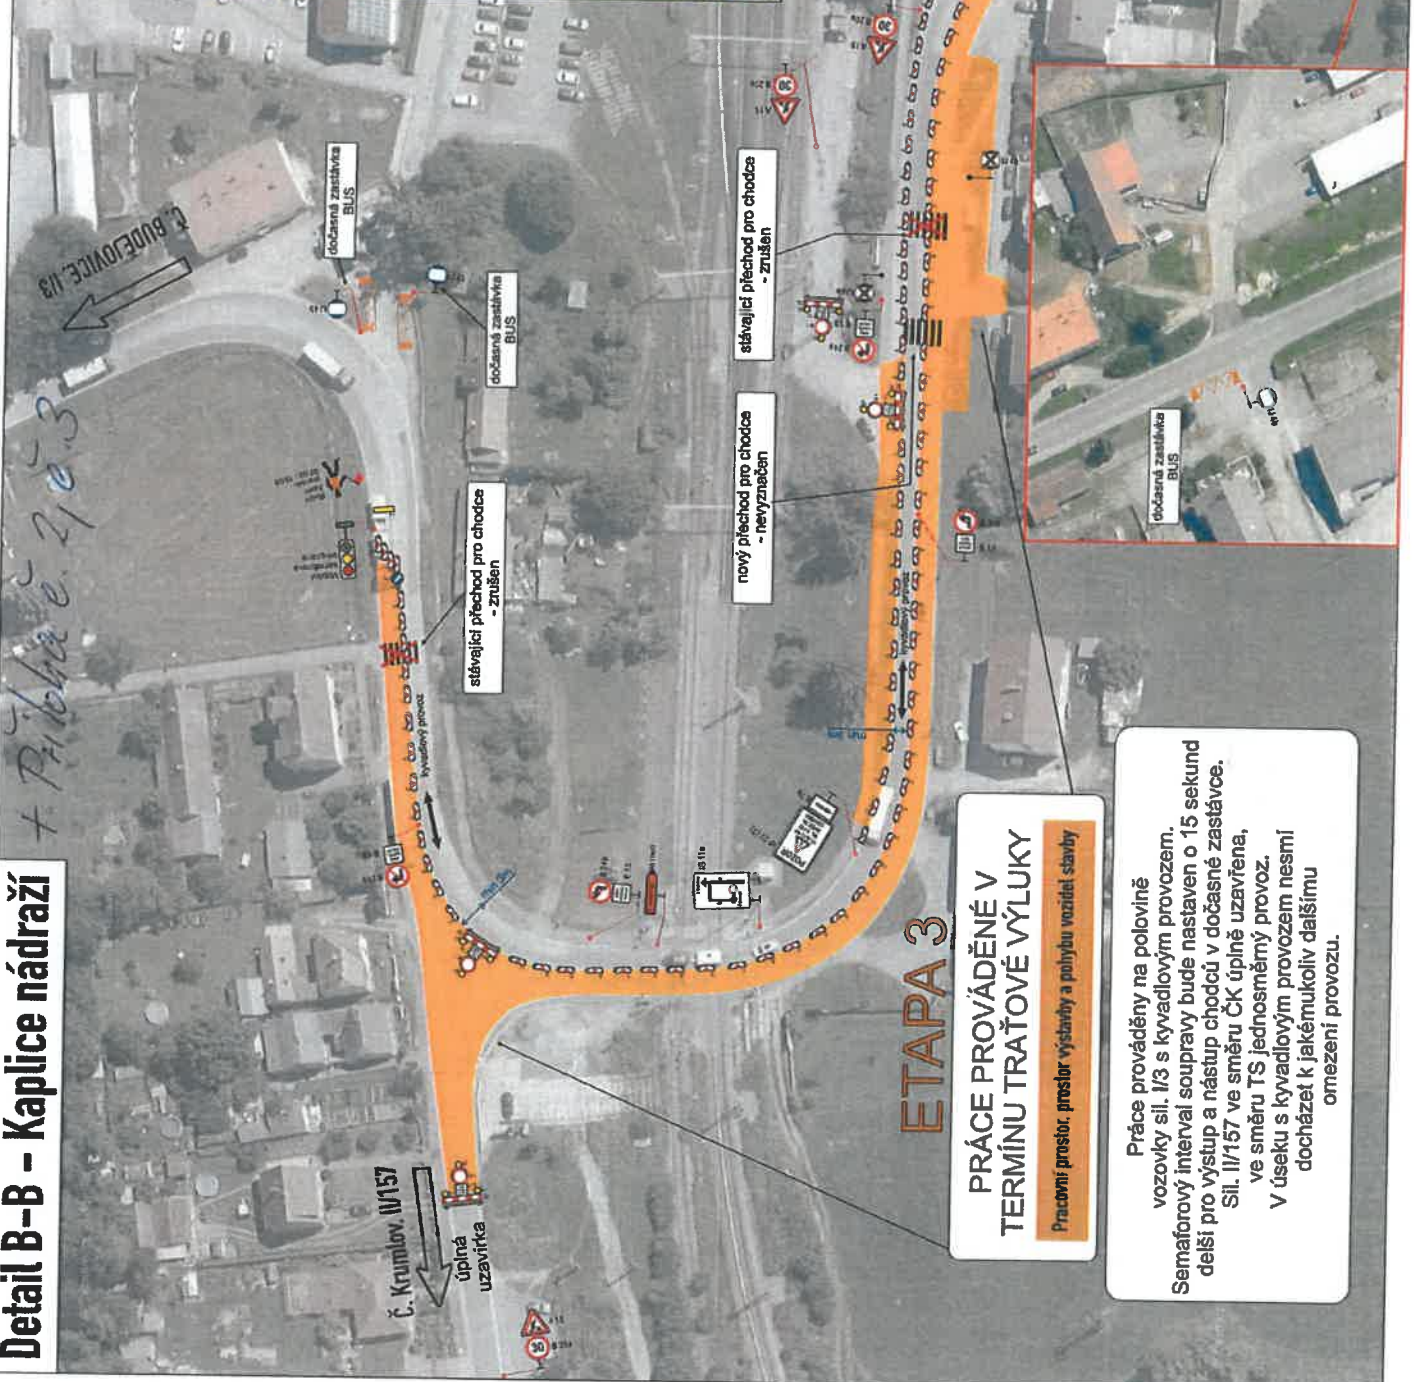 Detail B-B - Kaplice nádraží
+ Příloha č. 2, č. 3
Č. BUDĚJOVICE, I/3
dočasná zastávka
BUS
dočasná zastávka
BUS
stávající přechod pro chodce
- zrušen
stávající přechod pro chodce
- zrušen
nový přechod pro chodce
- nevyznačen
dočasná zastávka
BUS
kyvadlový provoz
kyvadlový provoz
Č. Krumlov, II/157
úplná
uzavírka
POZOR
IS 11a
30
30
30
A15
ETAPA 3
PRÁCE PROVÁDĚNÉ V
TERMÍNU TRAŤOVÉ VÝLUKY
Pracovní prostor, prostor výstavby a pohybu vozidel stavby
Práce prováděny na polovině
vozovky sil. I/3 s kyvadlovým provozem.
Semaforový interval soupravy bude nastaven o 15 sekund
delší pro výstup a nástup chodců v dočasné zastávce.
Sil. II/157 ve směru ČK úplně uzavřena,
ve směru TS jednosměrný provoz.
V úseku s kyvadlovým provozem nesmí
docházet k jakémukoliv dalšímu
omezení provozu.